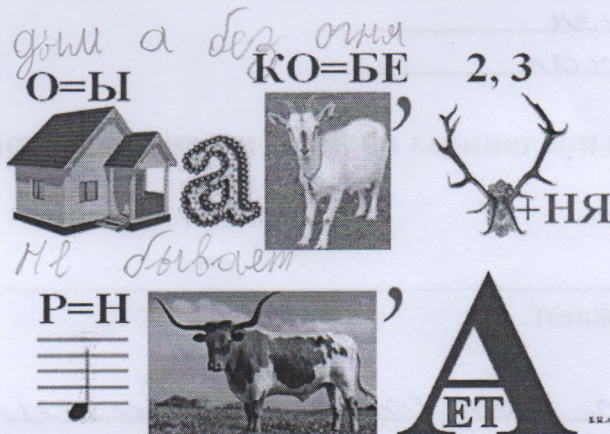 дым а без огня
О=Ы КО=БЕ 2, 3
а , +НЯ
не бывает
Р=Н , А
ЕТ